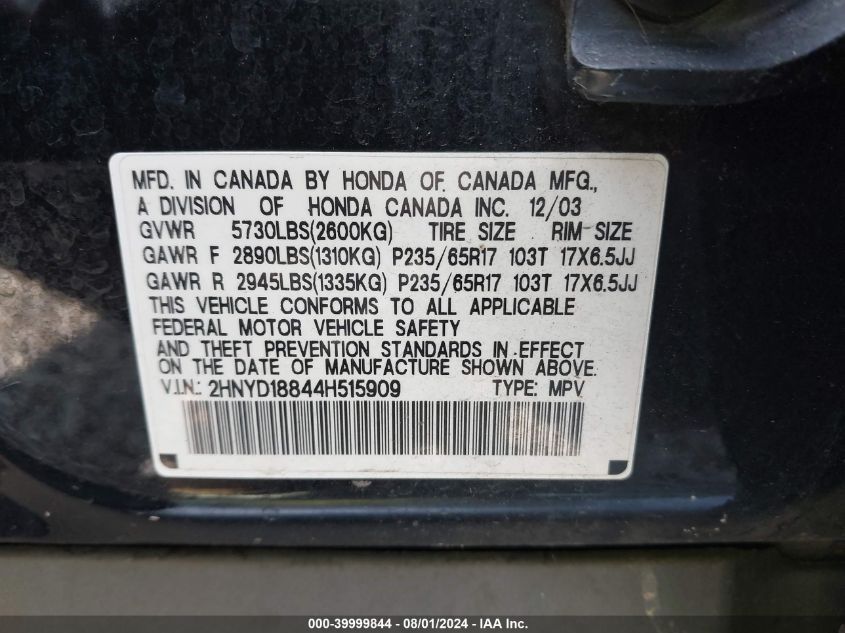 MFD. IN CANADA BY HONDA OF CANADA MFG.,
A DIVISION OF HONDA CANADA INC. 12/03
GVWR 5730LBS(2600KG) TIRE SIZE RIM SIZE
GAWR F 2890LBS(1310KG) P235/65R17 103T 17X6.5JJ
GAWR R 2945LBS(1335KG) P235/65R17 103T 17X6.5JJ
THIS VEHICLE CONFORMS TO ALL APPLICABLE
FEDERAL MOTOR VEHICLE SAFETY
AND THEFT PREVENTION STANDARDS IN EFFECT
ON THE DATE OF MANUFACTURE SHOWN ABOVE.
V.I.N.: 2HNYD18844H515909 TYPE: MPV
000-39999844 - 08/01/2024 - IAA Inc.